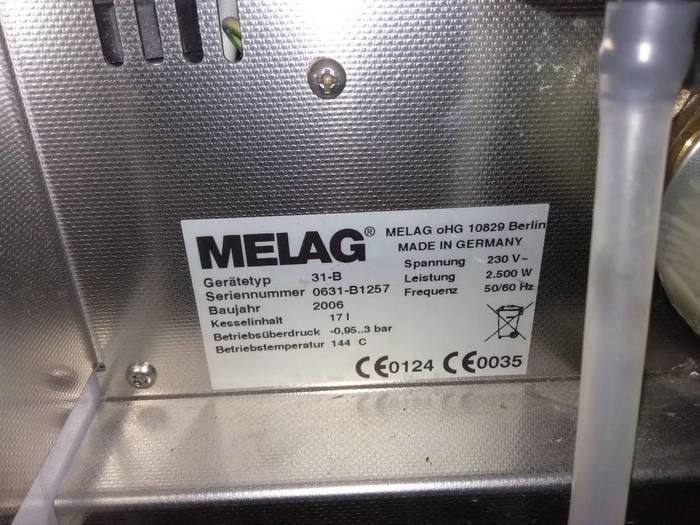 MELAG® MELAG oHG 10829 Berlin
MADE IN GERMANY
Gerätetyp 31-B
Seriennummer 0631-B1257
Baujahr 2006
Kesselinhalt 17 l
Betriebsüberdruck -0,95..3 bar
Betriebstemperatur 144 °C
Spannung 230 V~
Leistung 2.500 W
Frequenz 50/60 Hz
CE0124 CE0035